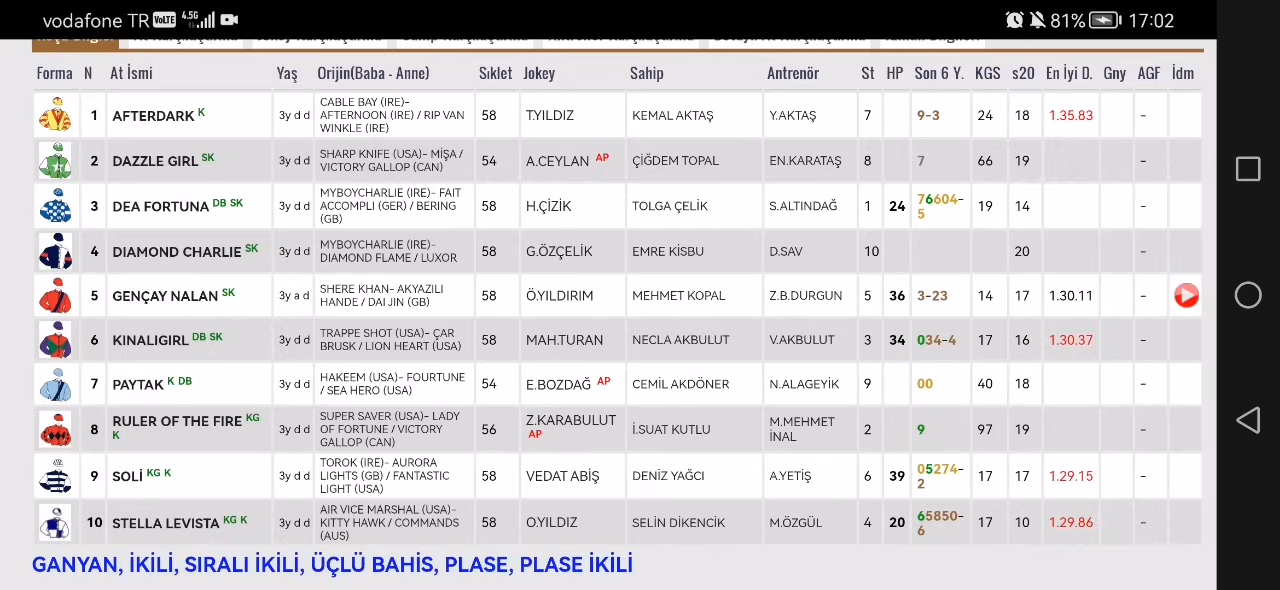 vodafone TR VoLTE 4.5G 81% 17:02
Forma N At İsmi Yaş Orijin(Baba - Anne) Sıklet Jokey Sahip Antrenör St HP Son 6 Y. KGS s20 En İyi D. Gny AGF İdm
1 AFTERDARK K 3y d d CABLE BAY (IRE)- AFTERNOON (IRE) / RIP VAN WINKLE (IRE) 58 T.YILDIZ KEMAL AKTAŞ Y.AKTAŞ 7 9-3 24 18 1.35.83 -
2 DAZZLE GIRL SK 3y d d SHARP KNIFE (USA)- MİŞA / VICTORY GALLOP (CAN) 54 A.CEYLAN AP ÇİĞDEM TOPAL EN.KARATAŞ 8 7 66 19 -
3 DEA FORTUNA DB SK 3y d d MYBOYCHARLIE (IRE)- FAIT ACCOMPLI (GER) / BERING (GB) 58 H.ÇİZİK TOLGA ÇELİK S.ALTINDAĞ 1 24 76604-5 19 14 -
4 DIAMOND CHARLIE SK 3y d d MYBOYCHARLIE (IRE)- DIAMOND FLAME / LUXOR 58 G.ÖZÇELİK EMRE KİSBU D.SAV 10 20 -
5 GENÇAY NALAN SK 3y a d SHERE KHAN- AKYAZILI HANDE / DAI JIN (GB) 58 Ö.YILDIRIM MEHMET KOPAL Z.B.DURGUN 5 36 3-23 14 17 1.30.11 -
6 KINALIGIRL DB SK 3y d d TRAPPE SHOT (USA)- ÇAR BRUSK / LION HEART (USA) 58 MAH.TURAN NECLA AKBULUT V.AKBULUT 3 34 034-4 17 16 1.30.37 -
7 PAYTAK K DB 3y d d HAKEEM (USA)- FOURTUNE / SEA HERO (USA) 54 E.BOZDAĞ AP CEMİL AKDÖNER N.ALAGEYİK 9 00 40 18 -
8 RULER OF THE FIRE KG K 3y d d SUPER SAVER (USA)- LADY OF FORTUNE / VICTORY GALLOP (CAN) 56 Z.KARABULUT AP İ.SUAT KUTLU M.MEHMET İNAL 2 9 97 19 -
9 SOLİ KG K 3y d d TOROK (IRE)- AURORA LIGHTS (GB) / FANTASTIC LIGHT (USA) 58 VEDAT ABİŞ DENİZ YAĞCI A.YETİŞ 6 39 05274-2 17 17 1.29.15 -
10 STELLA LEVISTA KG K 3y d d AIR VICE MARSHAL (USA)- KITTY HAWK / COMMANDS (AUS) 58 O.YILDIZ SELİN DİKENCİK M.ÖZGÜL 4 20 65850-6 17 10 1.29.86 -
GANYAN, İKİLİ, SIRALI İKİLİ, ÜÇLÜ BAHİS, PLASE, PLASE İKİLİ